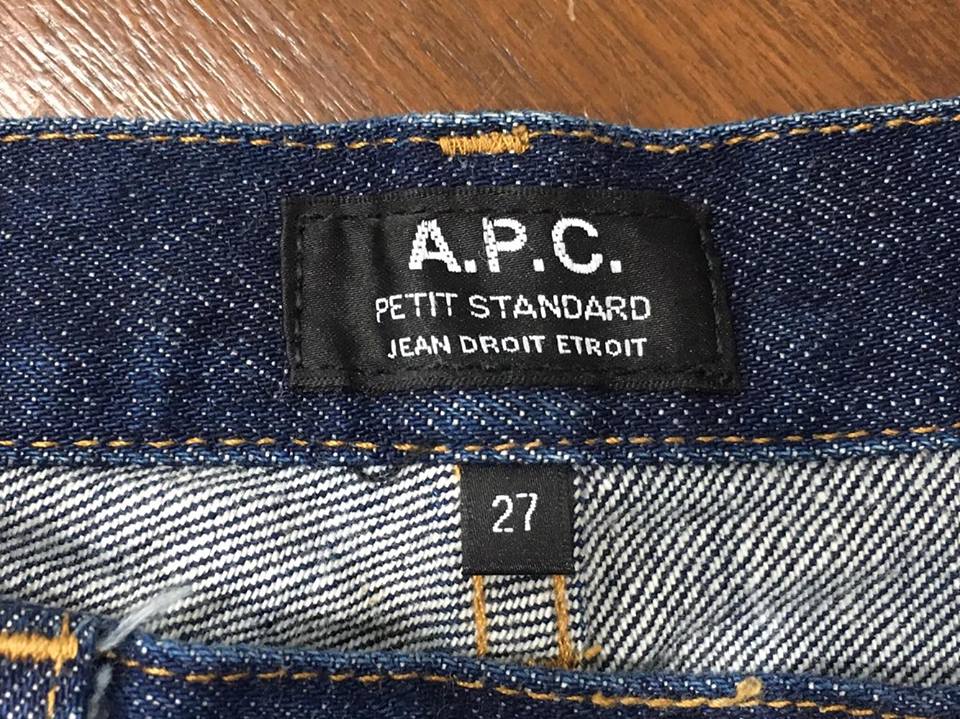 A.P.C.
PETIT STANDARD
JEAN DROIT ETROIT
27